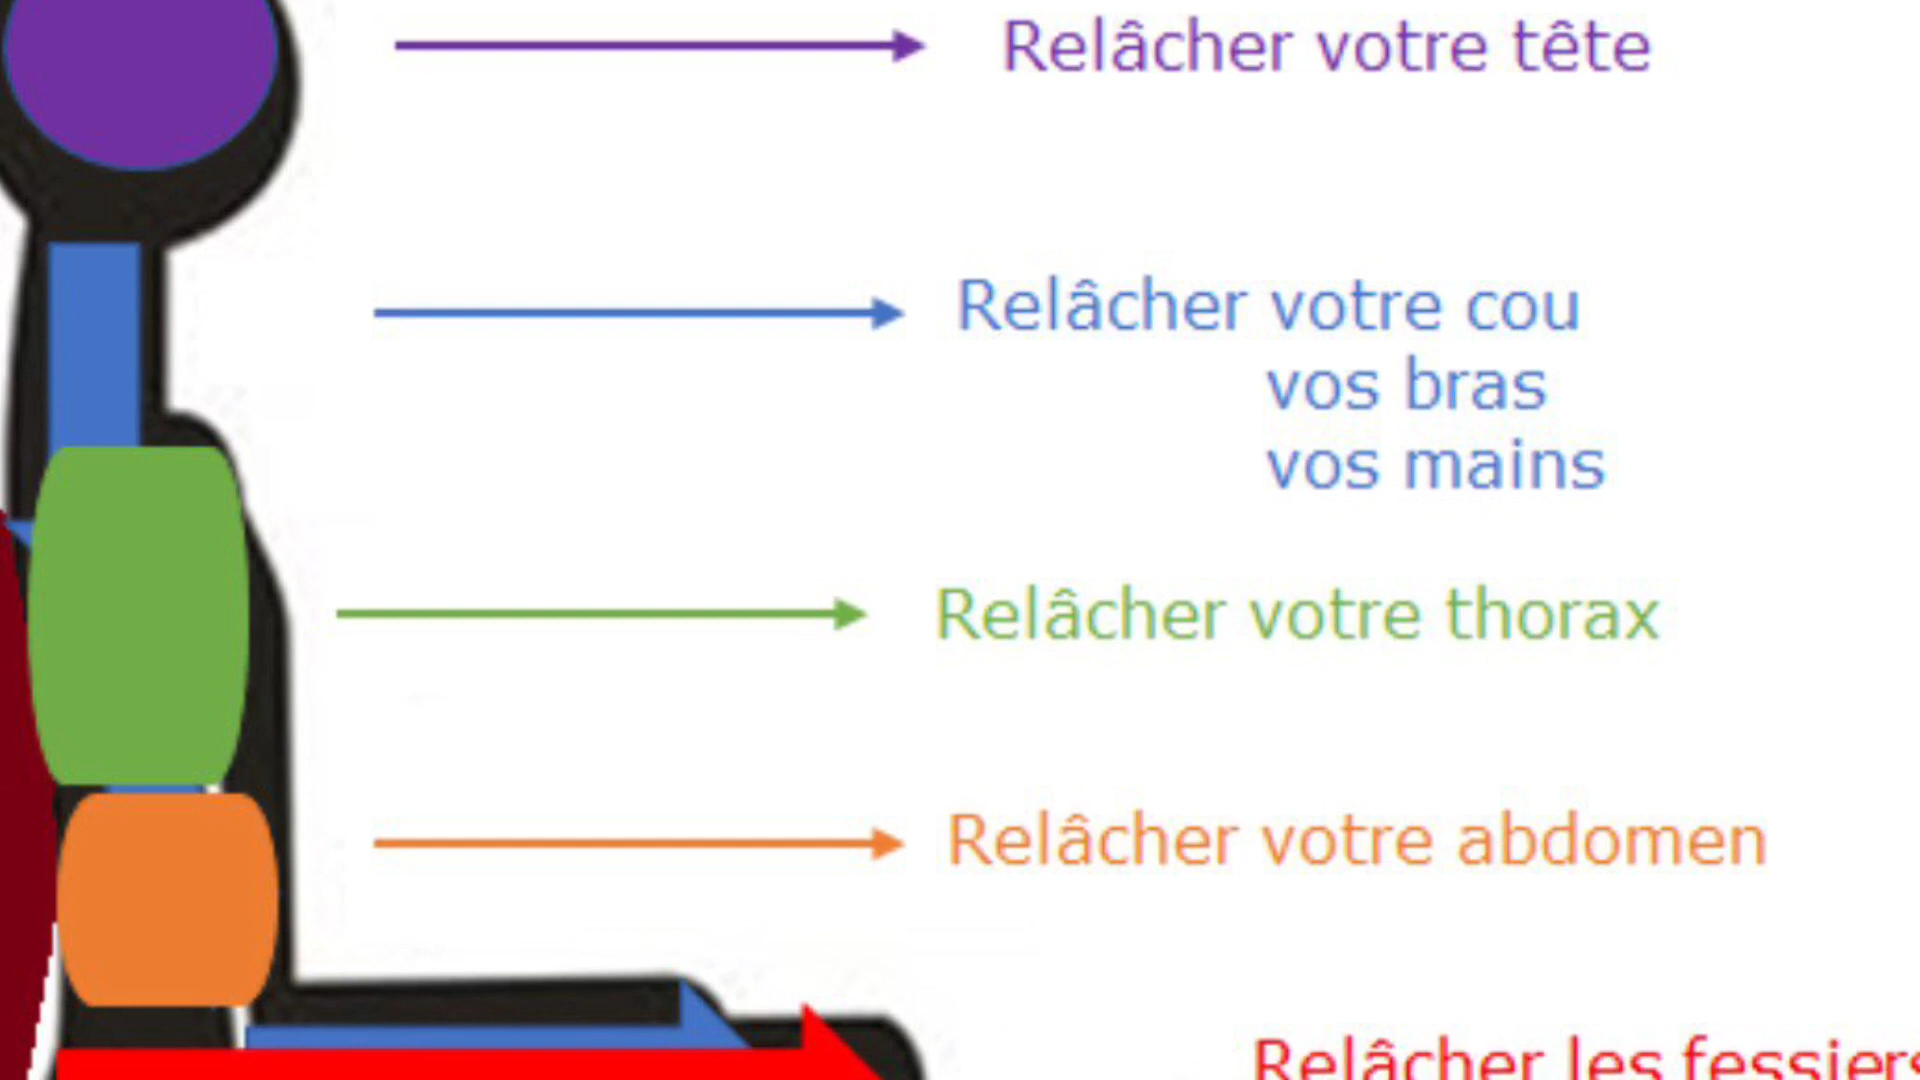 Relâcher votre tête
Relâcher votre cou
vos bras
vos mains
Relâcher votre thorax
Relâcher votre abdomen
Relâcher les fessiers